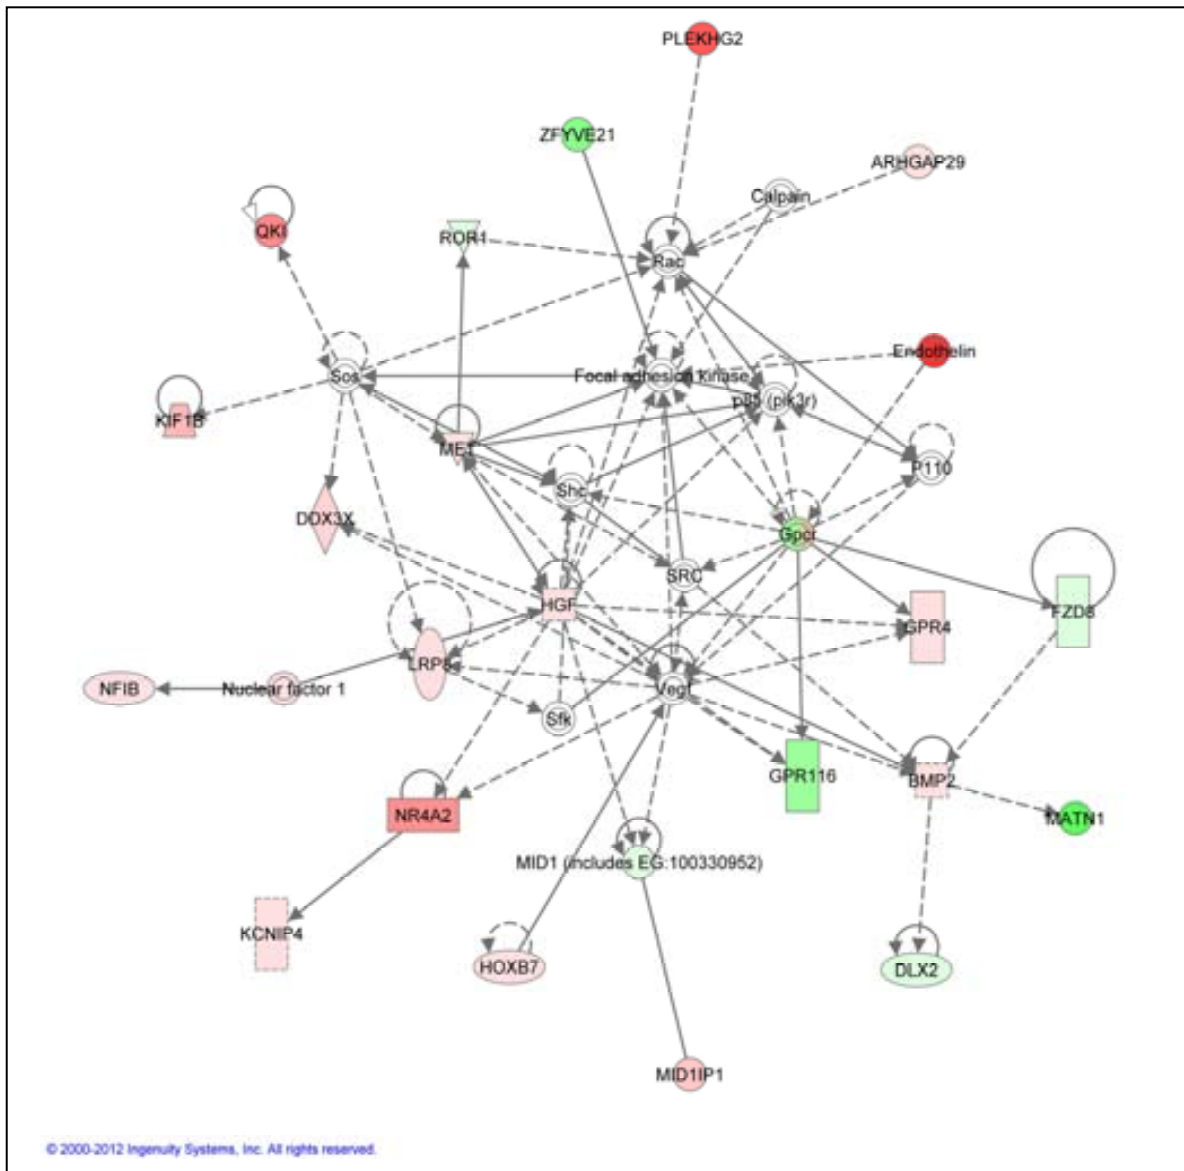 PLEKHG2
ZFYVE21
ARHGAP29
Calpain
QKI
ROR1
Rac
Endothelin
Sos
Focal adhesion kinase
p85 (pik3r)
KIF1B
MET
P110
Shc
DDX3X
Gpcr
SRC
HGF
FZD8
GPR4
LRP8
NFIB
Nuclear factor 1
Vegf
Sfk
GPR116
BMP2
NR4A2
MATN1
MID1 (includes EG:100330952)
KCNIP4
HOXB7
DLX2
MID1IP1
© 2000-2012 Ingenuity Systems, Inc. All rights reserved.